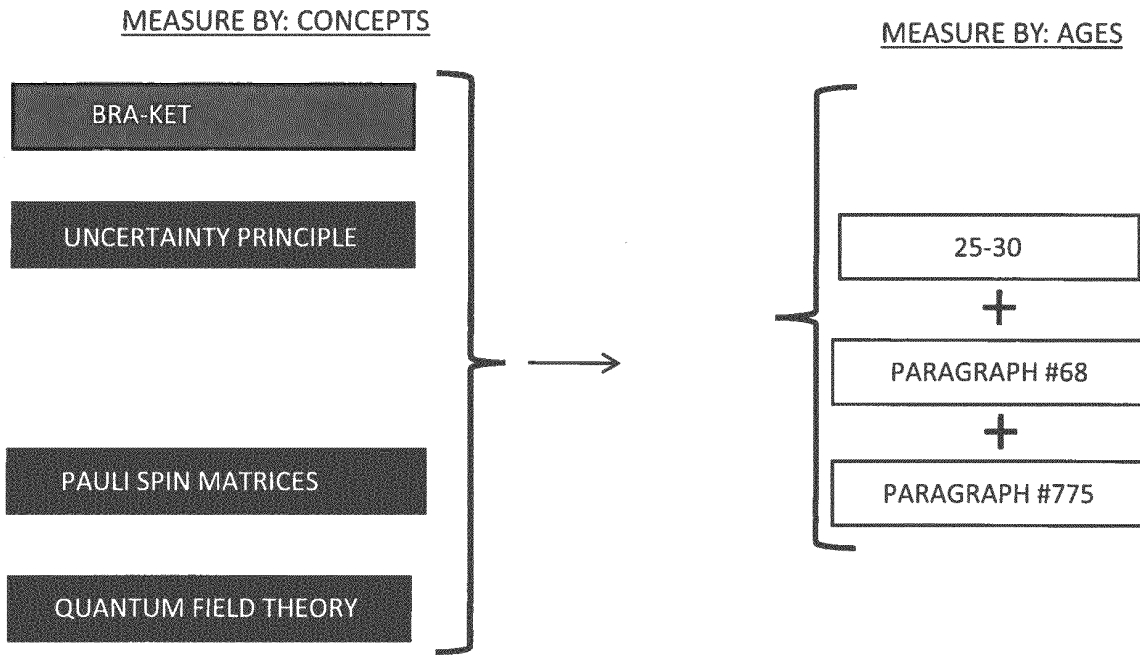 MEASURE BY: CONCEPTS
BRA-KET
UNCERTAINTY PRINCIPLE
PAULI SPIN MATRICES
QUANTUM FIELD THEORY
MEASURE BY: AGES
25-30
+
PARAGRAPH #68
+
PARAGRAPH #775